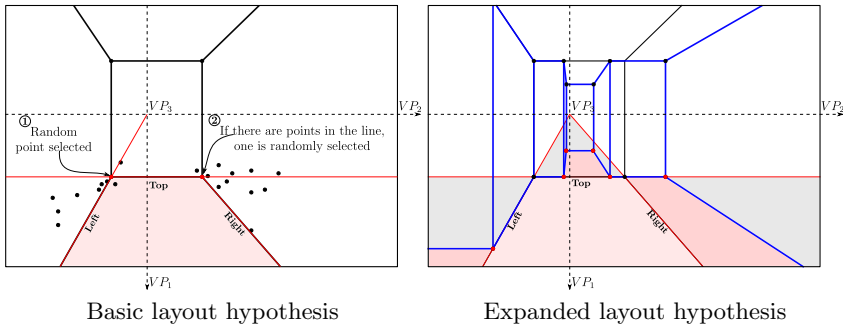 VP3
VP2
①
Random
point selected
②
If there are points in the line,
one is randomly selected
Top
Left
Right
VP1
Basic layout hypothesis
VP3
VP2
Top
Left
Right
VP1
Expanded layout hypothesis